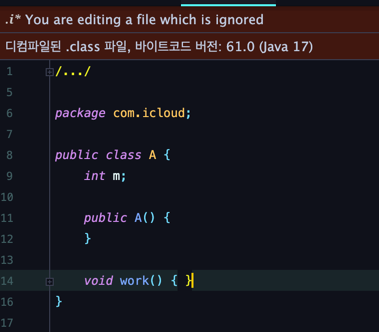 .i* You are editing a file which is ignored
디컴파일된 .class 파일, 바이트코드 버전: 61.0 (Java 17)
1 /.../
5
6 package com.icloud;
7
8 public class A {
9 int m;
10
11 public A() {
12 }
13
14 void work() { }
16 }
17